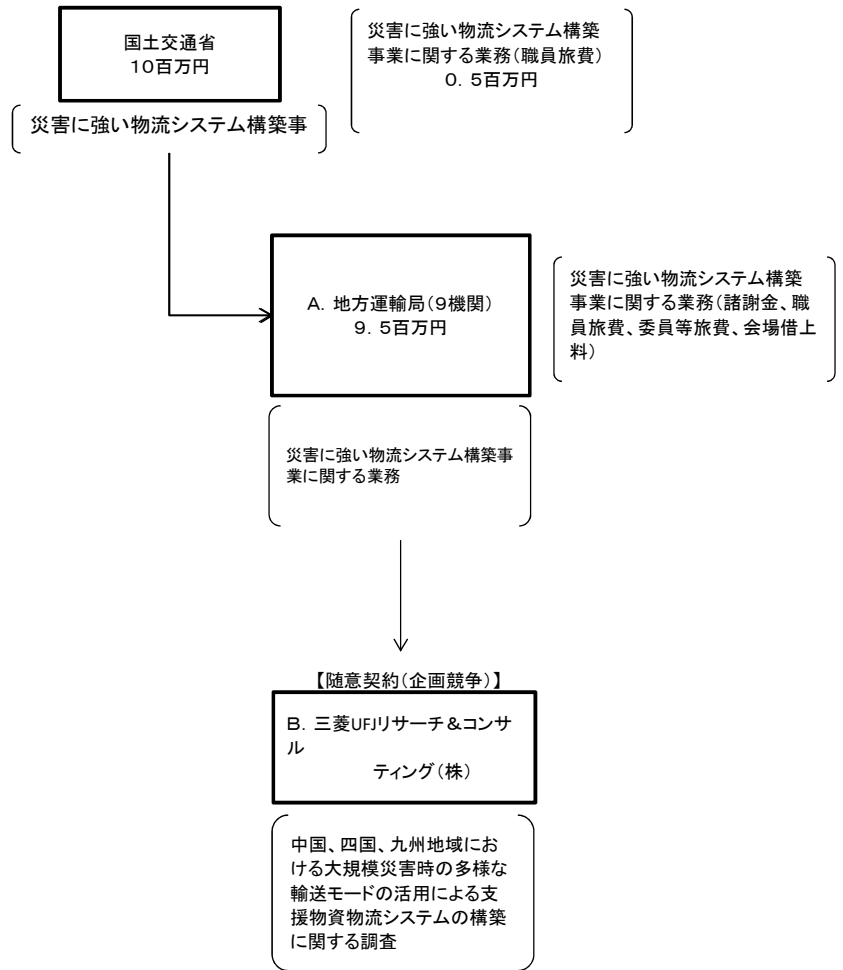 国土交通省
10百万円
災害に強い物流システム構築
事業に関する業務(職員旅費)
0．5百万円
災害に強い物流システム構築事
A．地方運輸局(9機関)
9．5百万円
災害に強い物流システム構築
事業に関する業務(諸謝金、職
員旅費、委員等旅費、会場借上
料)
災害に強い物流システム構築事
業に関する業務
【随意契約(企画競争)】
B．三菱UFJリサーチ＆コンサ
ル
ティング(株)
中国、四国、九州地域にお
ける大規模災害時の多様な
輸送モードの活用による支
援物資物流システムの構築
に関する調査